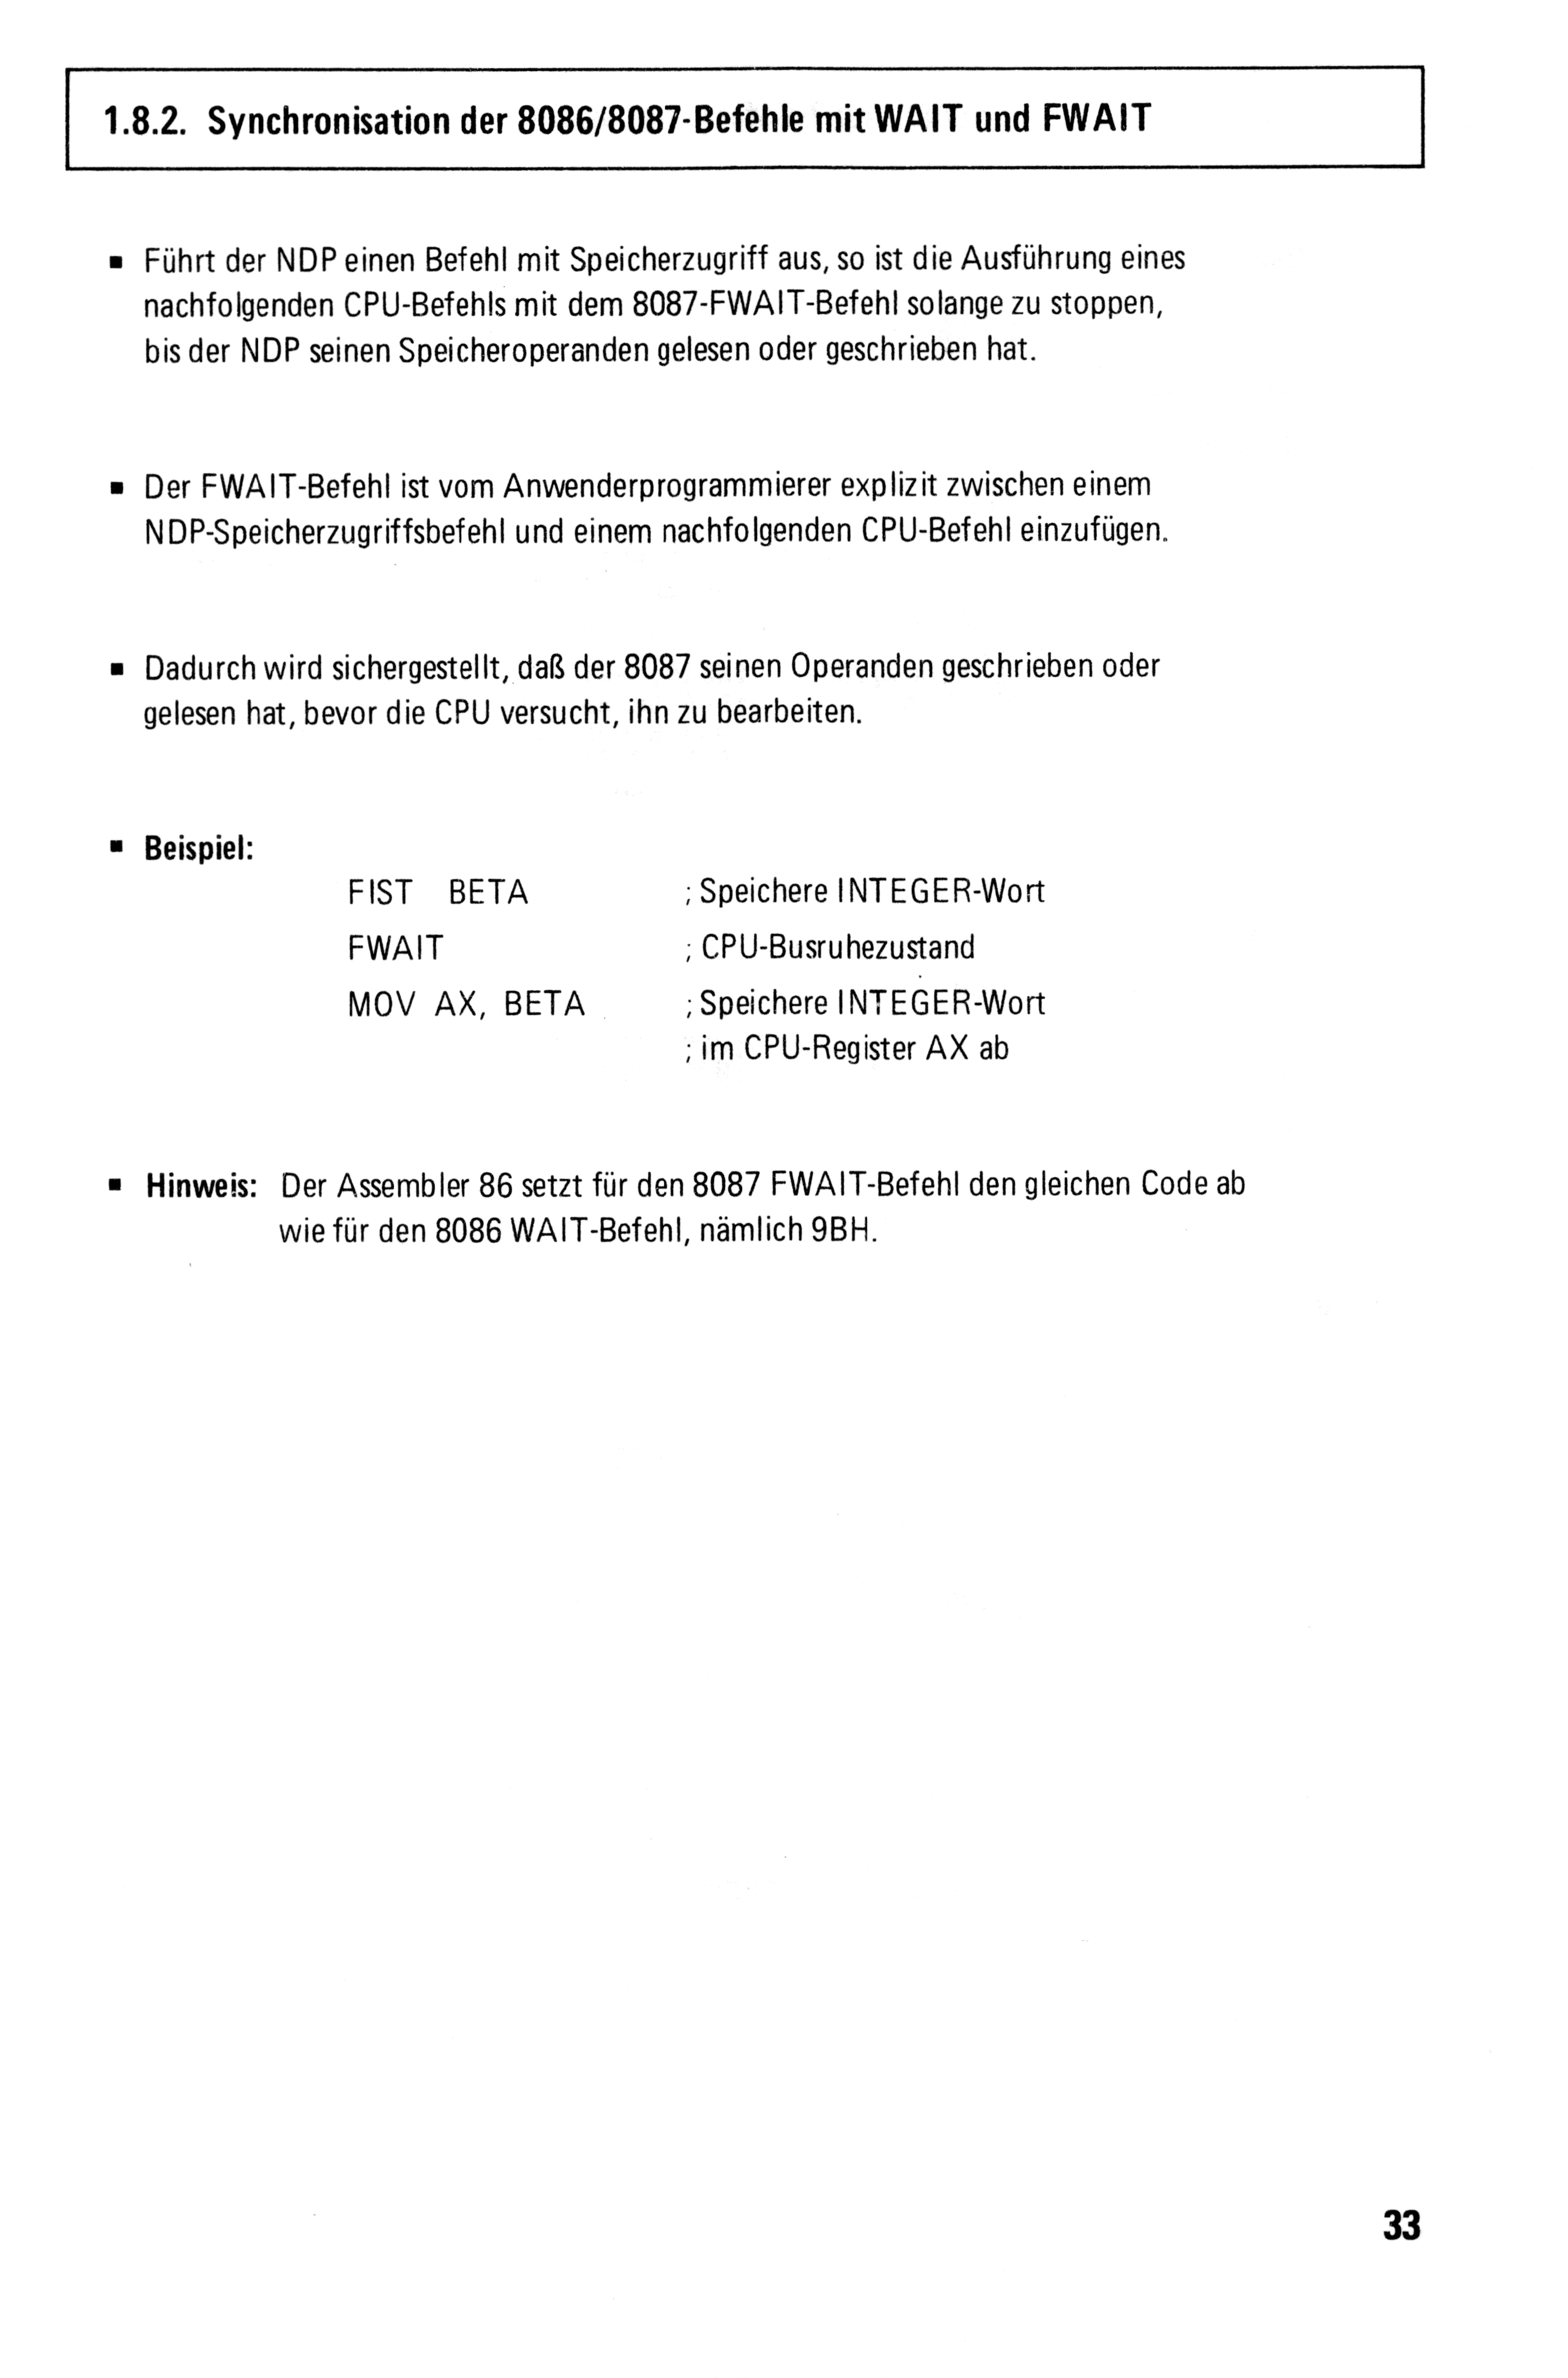 1.8.2. Synchronisation der 8086/8087-Befehle mit WAIT und FWAIT
▪ Führt der NDP einen Befehl mit Speicherzugriff aus, so ist die Ausführung eines
nachfolgenden CPU-Befehls mit dem 8087-FWAIT-Befehl solange zu stoppen,
bis der NDP seinen Speicheroperanden gelesen oder geschrieben hat.
▪ Der FWAIT-Befehl ist vom Anwenderprogrammierer explizit zwischen einem
NDP-Speicherzugriffsbefehl und einem nachfolgenden CPU-Befehl einzufügen.
▪ Dadurch wird sichergestellt, daß der 8087 seinen Operanden geschrieben oder
gelesen hat, bevor die CPU versucht, ihn zu bearbeiten.
▪ Beispiel:
FIST BETA ; Speichere INTEGER-Wort
FWAIT ; CPU-Busruhezustand
MOV AX, BETA ; Speichere INTEGER-Wort
; im CPU-Register AX ab
▪ Hinweis: Der Assembler 86 setzt für den 8087 FWAIT-Befehl den gleichen Code ab
wie für den 8086 WAIT-Befehl, nämlich 9BH.
33